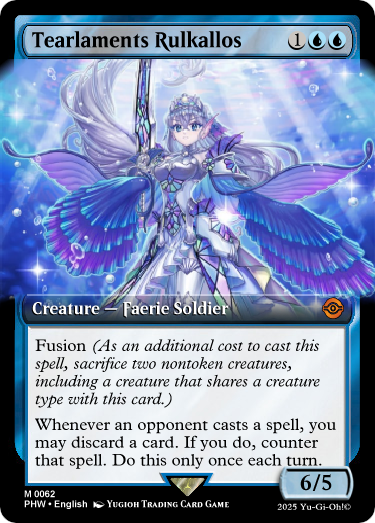 Tearlaments Rulkallos 1
Creature — Faerie Soldier
Fusion (As an additional cost to cast this
spell, sacrifice two nontoken creatures,
including a creature that shares a creature
type with this card.)
Whenever an opponent casts a spell, you
may discard a card. If you do, counter
that spell. Do this only once each turn.
6/5
M 0062
PHW • English Yugioh Trading Card Game
2025 Yu-Gi-Oh!©